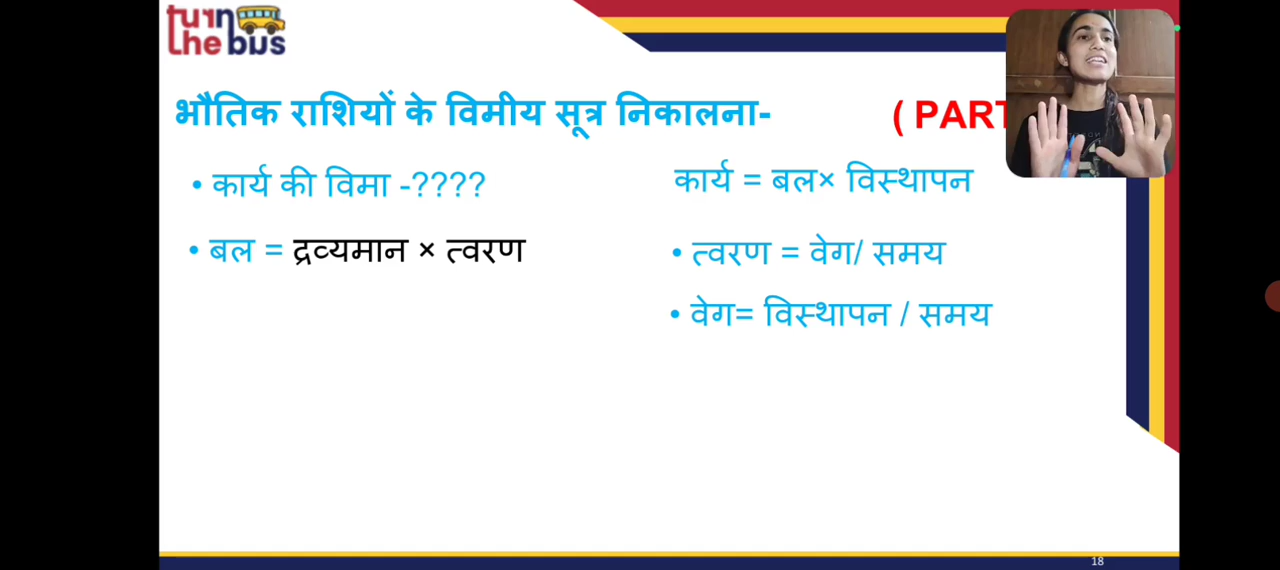 turn
the bus
भौतिक राशियों के विमीय सूत्र निकालना- ( PART
• कार्य की विमा -????
कार्य = बल× विस्थापन
• बल = द्रव्यमान × त्वरण
• त्वरण = वेग/ समय
• वेग= विस्थापन / समय
18